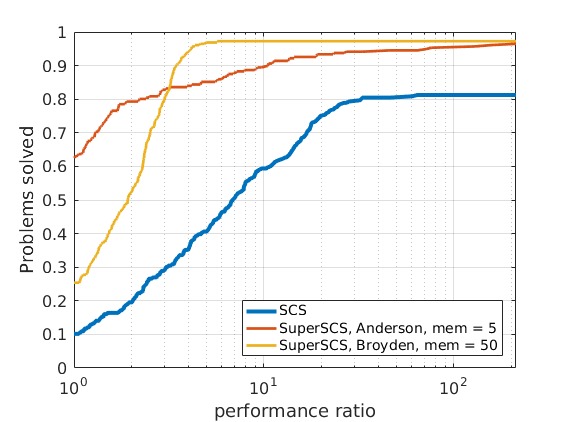 1
0.9
0.8
0.7
0.6
0.5
0.4
0.3
0.2
0.1
0
Problems solved
SCS
SuperSCS, Anderson, mem = 5
SuperSCS, Broyden, mem = 50
10^0 10^1 10^2
performance ratio